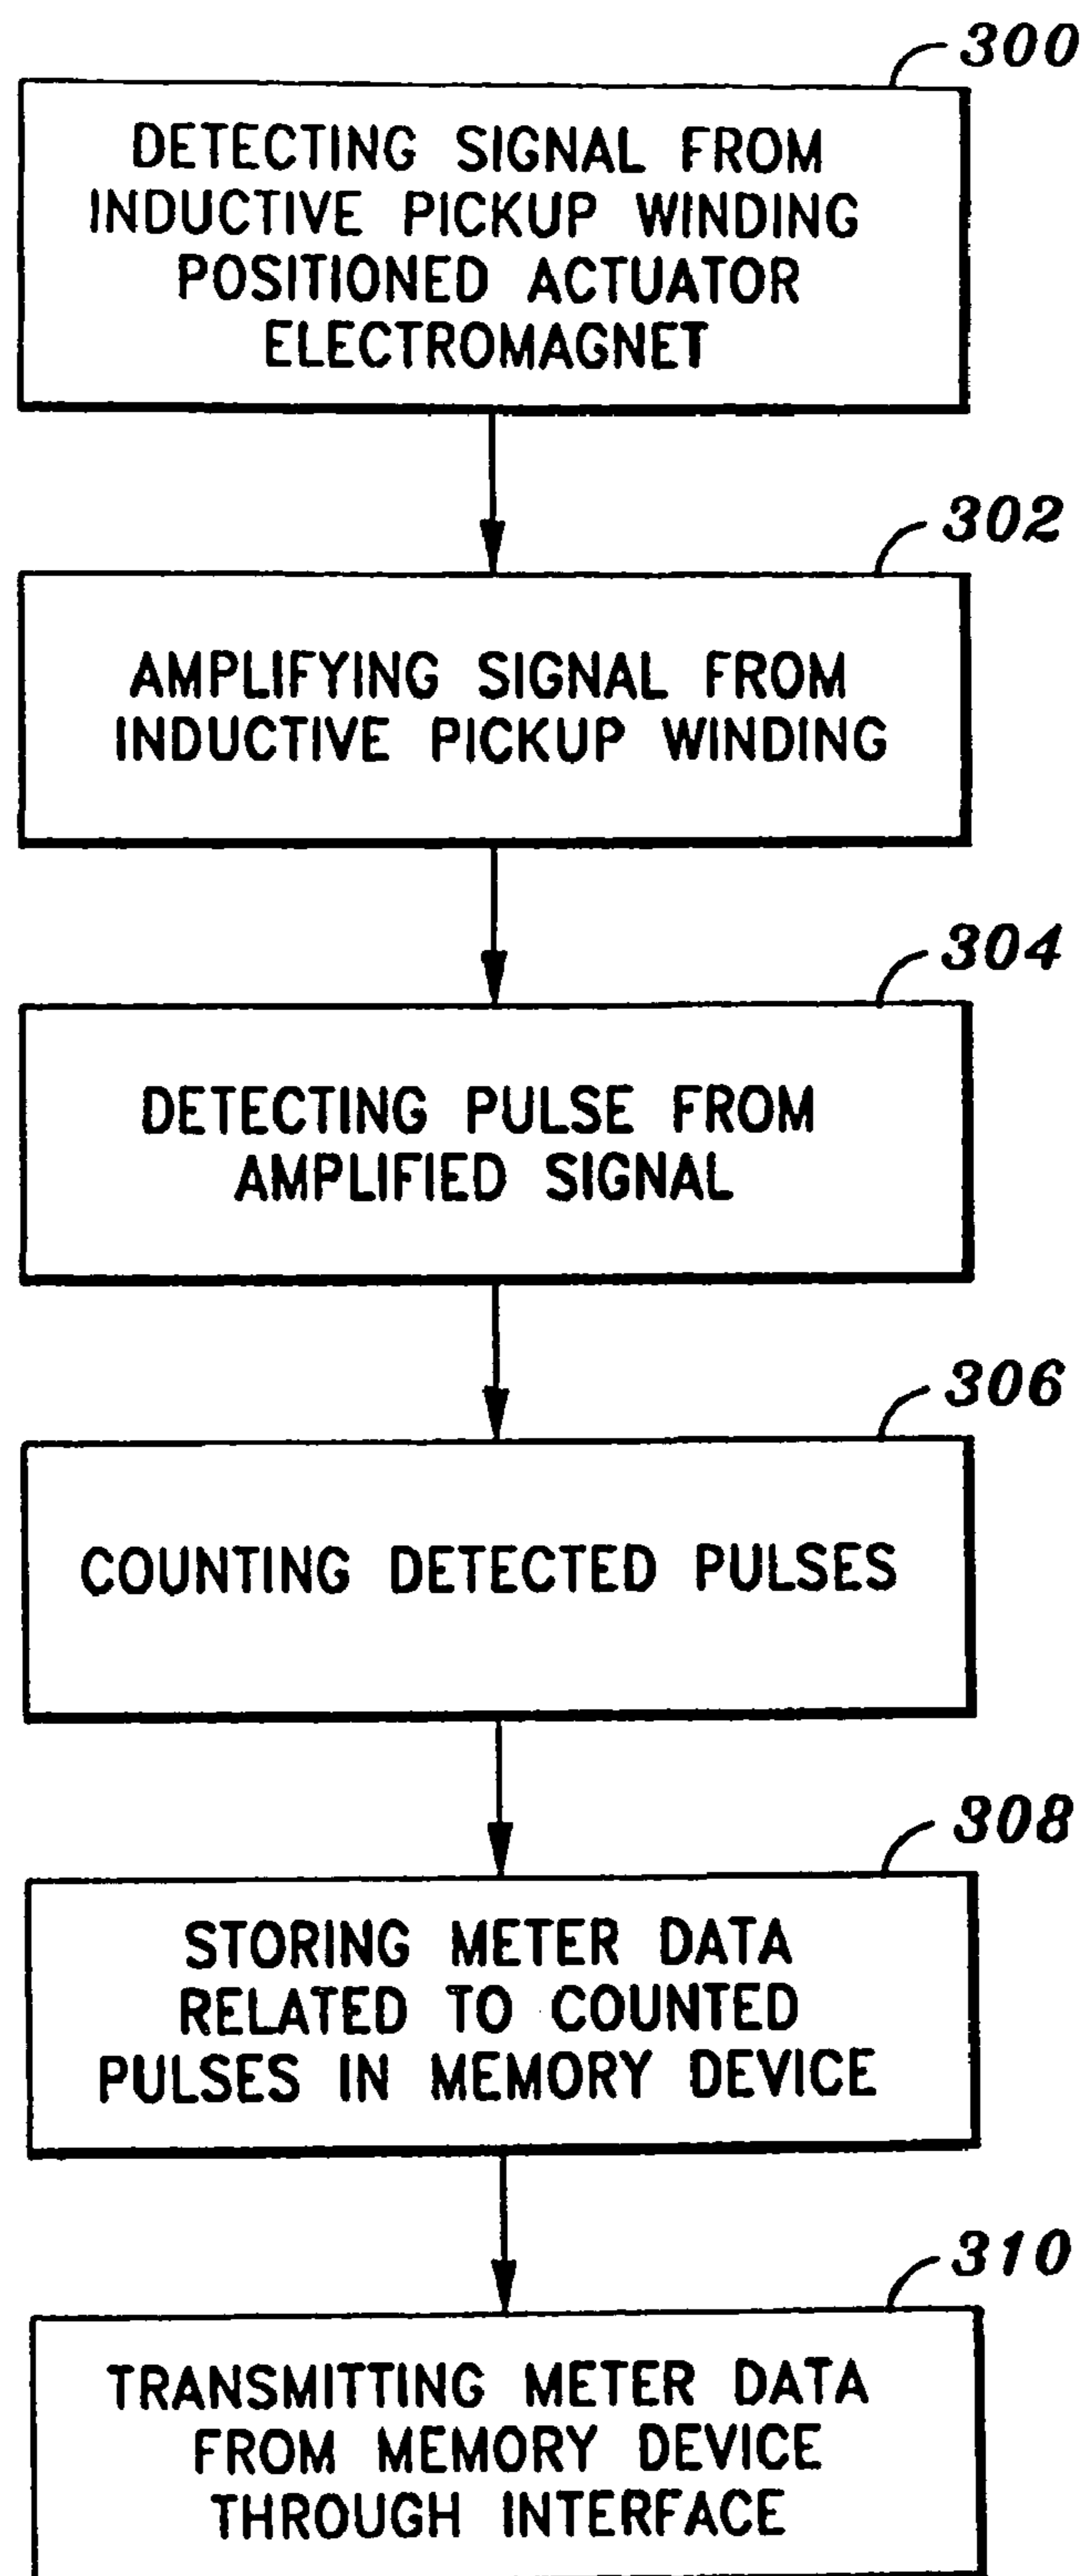 300
DETECTING SIGNAL FROM
INDUCTIVE PICKUP WINDING
POSITIONED ACTUATOR
ELECTROMAGNET
302
AMPLIFYING SIGNAL FROM
INDUCTIVE PICKUP WINDING
304
DETECTING PULSE FROM
AMPLIFIED SIGNAL
306
COUNTING DETECTED PULSES
308
STORING METER DATA
RELATED TO COUNTED
PULSES IN MEMORY DEVICE
310
TRANSMITTING METER DATA
FROM MEMORY DEVICE
THROUGH INTERFACE